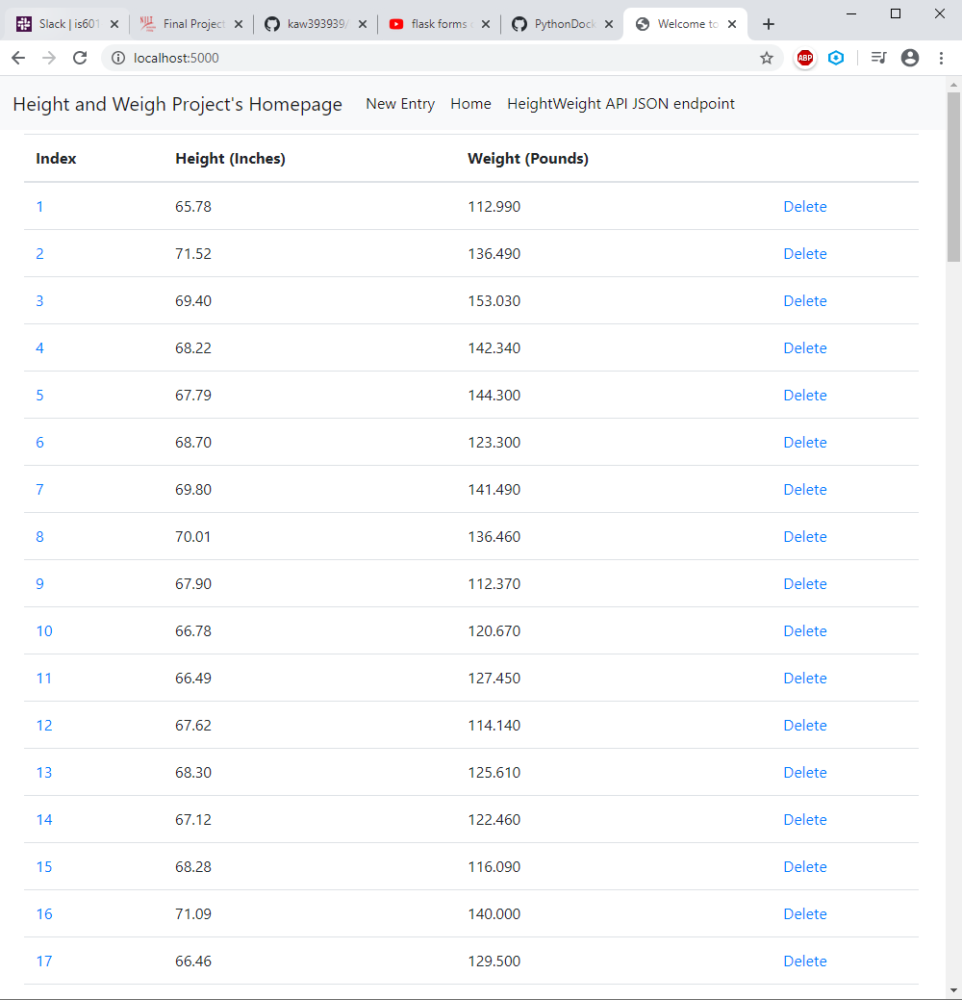 Slack | is601 Final Project kaw393939/ flask forms PythonDock Welcome to
localhost:5000 ABP
Height and Weigh Project's Homepage New Entry Home HeightWeight API JSON endpoint
Index Height (Inches) Weight (Pounds)
1 65.78 112.990 Delete
2 71.52 136.490 Delete
3 69.40 153.030 Delete
4 68.22 142.340 Delete
5 67.79 144.300 Delete
6 68.70 123.300 Delete
7 69.80 141.490 Delete
8 70.01 136.460 Delete
9 67.90 112.370 Delete
10 66.78 120.670 Delete
11 66.49 127.450 Delete
12 67.62 114.140 Delete
13 68.30 125.610 Delete
14 67.12 122.460 Delete
15 68.28 116.090 Delete
16 71.09 140.000 Delete
17 66.46 129.500 Delete